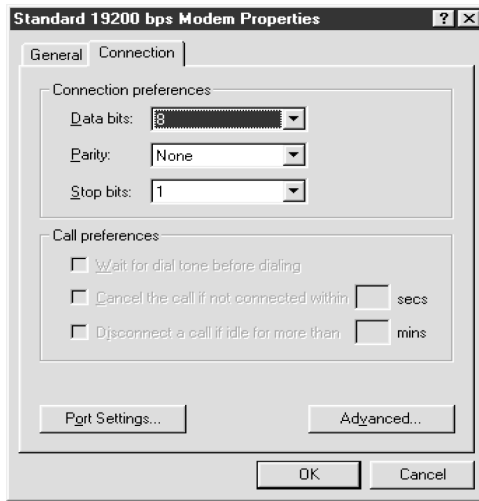 Standard 19200 bps Modem Properties ? ×
General Connection
Connection preferences
Data bits: 8
Parity: None
Stop bits: 1
Call preferences
Wait for dial tone before dialing
Cancel the call if not connected within secs
Disconnect a call if idle for more than mins
Port Settings... Advanced...
OK Cancel